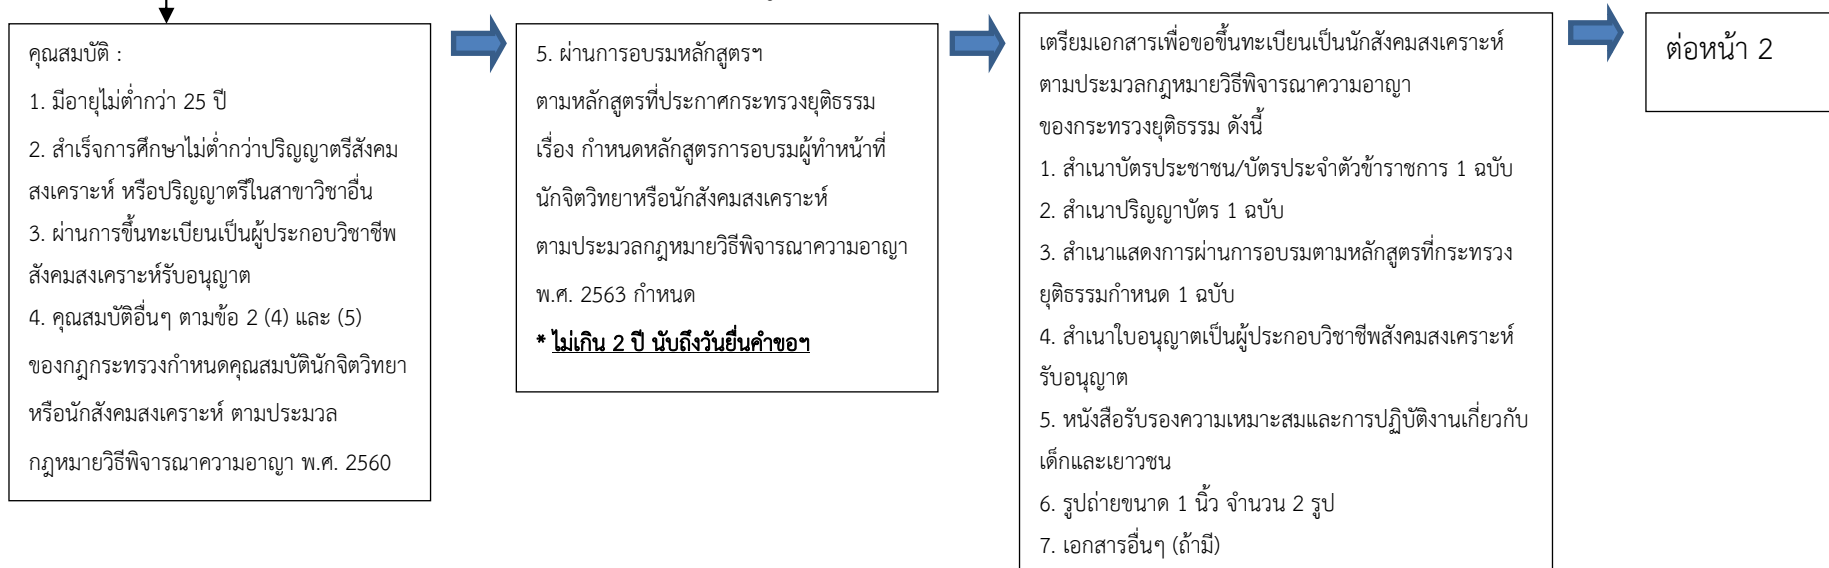 คุณสมบัติ :
1. มีอายุไม่ต่ำกว่า 25 ปี
2. สำเร็จการศึกษาไม่ต่ำกว่าปริญญาตรีสังคม
สงเคราะห์ หรือปริญญาตรีในสาขาวิชาอื่น
3. ผ่านการขึ้นทะเบียนเป็นผู้ประกอบวิชาชีพ
สังคมสงเคราะห์รับอนุญาต
4. คุณสมบัติอื่นๆ ตามข้อ 2 (4) และ (5)
ของกฎกระทรวงกำหนดคุณสมบัตินักจิตวิทยา
หรือนักสังคมสงเคราะห์ ตามประมวล
กฎหมายวิธีพิจารณาความอาญา พ.ศ. 2560
5. ผ่านการอบรมหลักสูตรฯ
ตามหลักสูตรที่ประกาศกระทรวงยุติธรรม
เรื่อง กำหนดหลักสูตรการอบรมผู้ทำหน้าที่
นักจิตวิทยาหรือนักสังคมสงเคราะห์
ตามประมวลกฎหมายวิธีพิจารณาความอาญา
พ.ศ. 2563 กำหนด
* ไม่เกิน 2 ปี นับถึงวันยื่นคำขอฯ
เตรียมเอกสารเพื่อขอขึ้นทะเบียนเป็นนักสังคมสงเคราะห์
ตามประมวลกฎหมายวิธีพิจารณาความอาญา
ของกระทรวงยุติธรรม ดังนี้
1. สำเนาบัตรประชาชน/บัตรประจำตัวข้าราชการ 1 ฉบับ
2. สำเนาปริญญาบัตร 1 ฉบับ
3. สำเนาแสดงการผ่านการอบรมตามหลักสูตรที่กระทรวง
ยุติธรรมกำหนด 1 ฉบับ
4. สำเนาใบอนุญาตเป็นผู้ประกอบวิชาชีพสังคมสงเคราะห์
รับอนุญาต
5. หนังสือรับรองความเหมาะสมและการปฏิบัติงานเกี่ยวกับ
เด็กและเยาวชน
6. รูปถ่ายขนาด 1 นิ้ว จำนวน 2 รูป
7. เอกสารอื่นๆ (ถ้ามี)
ต่อหน้า 2